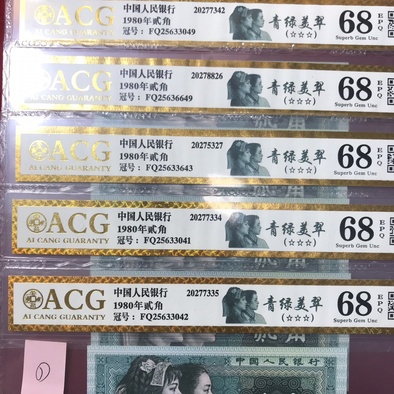 ACG
AI CANG GUARANTY
中国人民银行 20277342
1980年贰角
冠号：FQ25633049
青绿美翠
(☆☆☆)
68 EPQ
Superb Gem Unc
ACG
AI CANG GUARANTY
中国人民银行 20278826
1980年贰角
冠号：FQ25636649
青绿美翠
(☆☆☆)
68 EPQ
Superb Gem Unc
ACG
AI CANG GUARANTY
中国人民银行 20275327
1980年贰角
冠号：FQ25633643
青绿美翠
(☆☆☆)
68 EPQ
Superb Gem Unc
ACG
AI CANG GUARANTY
中国人民银行 20277334
1980年贰角
冠号：FQ25633041
青绿美翠
(☆☆☆)
68 EPQ
Superb Gem Unc
ACG
AI CANG GUARANTY
中国人民银行 20277335
1980年贰角
冠号：FQ25633042
青绿美翠
(☆☆☆)
68 EPQ
Superb Gem Unc
贰角
中国人民银行